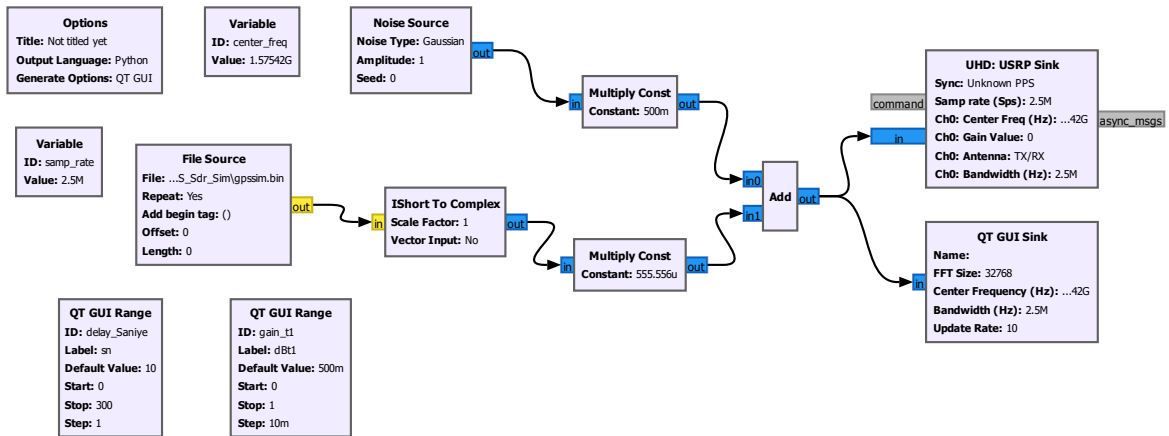 Options
Title: Not titled yet
Output Language: Python
Generate Options: QT GUI
Variable
ID: center_freq
Value: 1.57542G
Noise Source
Noise Type: Gaussian
Amplitude: 1
Seed: 0
out
Multiply Const
Constant: 500m
in
out
UHD: USRP Sink
Sync: Unknown PPS
Samp rate (Sps): 2.5M
Ch0: Center Freq (Hz): ...42G
Ch0: Gain Value: 0
Ch0: Antenna: TX/RX
Ch0: Bandwidth (Hz): 2.5M
command
in
async_msgs
Variable
ID: samp_rate
Value: 2.5M
File Source
File: ...S_Sdr_Sim\gpssim.bin
Repeat: Yes
Add begin tag: ()
Offset: 0
Length: 0
out
IShort To Complex
Scale Factor: 1
Vector Input: No
in
out
Add
in0
in1
out
Multiply Const
Constant: 555.556u
in
out
QT GUI Sink
Name:
FFT Size: 32768
Center Frequency (Hz): ...42G
Bandwidth (Hz): 2.5M
Update Rate: 10
in
QT GUI Range
ID: delay_Saniye
Label: sn
Default Value: 10
Start: 0
Stop: 300
Step: 1
QT GUI Range
ID: gain_t1
Label: dBt1
Default Value: 500m
Start: 0
Stop: 1
Step: 10m